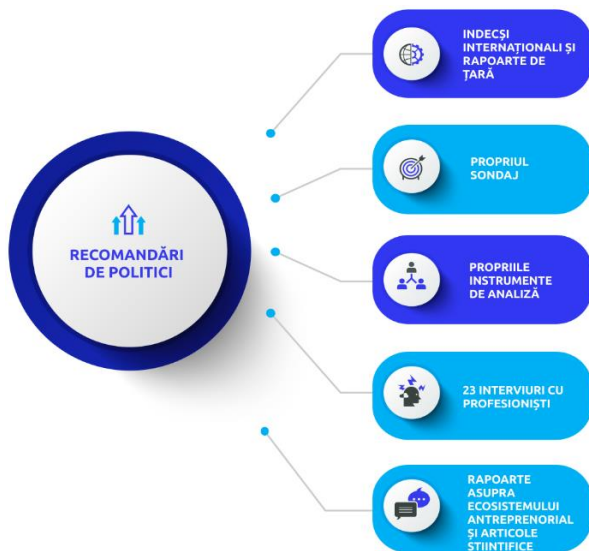 RECOMANDĂRI
DE POLITICI
INDECȘI
INTERNAȚIONALI ȘI
RAPOARTE DE
ȚARĂ
PROPRIUL
SONDAJ
PROPRIILE
INSTRUMENTE
DE ANALIZĂ
23 INTERVIURI CU
PROFESIONIȘTI
RAPOARTE
ASUPRA
ECOSISTEMULUI
ANTREPRENORIAL
ȘI ARTICOLE
ȘTIINȚIFICE